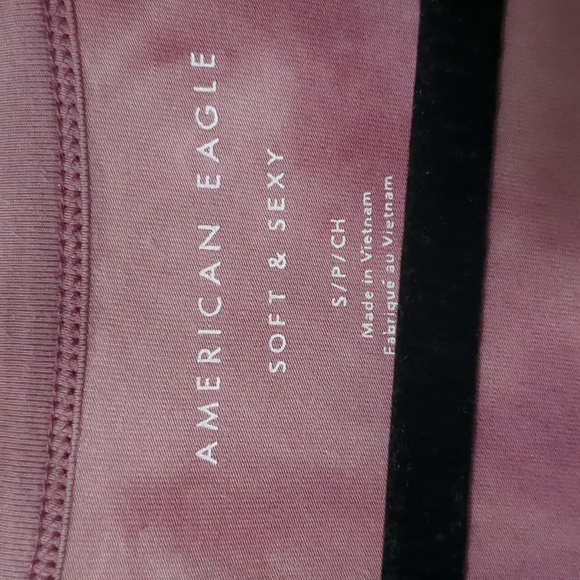 AMERICAN EAGLE
SOFT & SEXY
S/P/CH
Made in Vietnam
Fabriqué au Vietnam